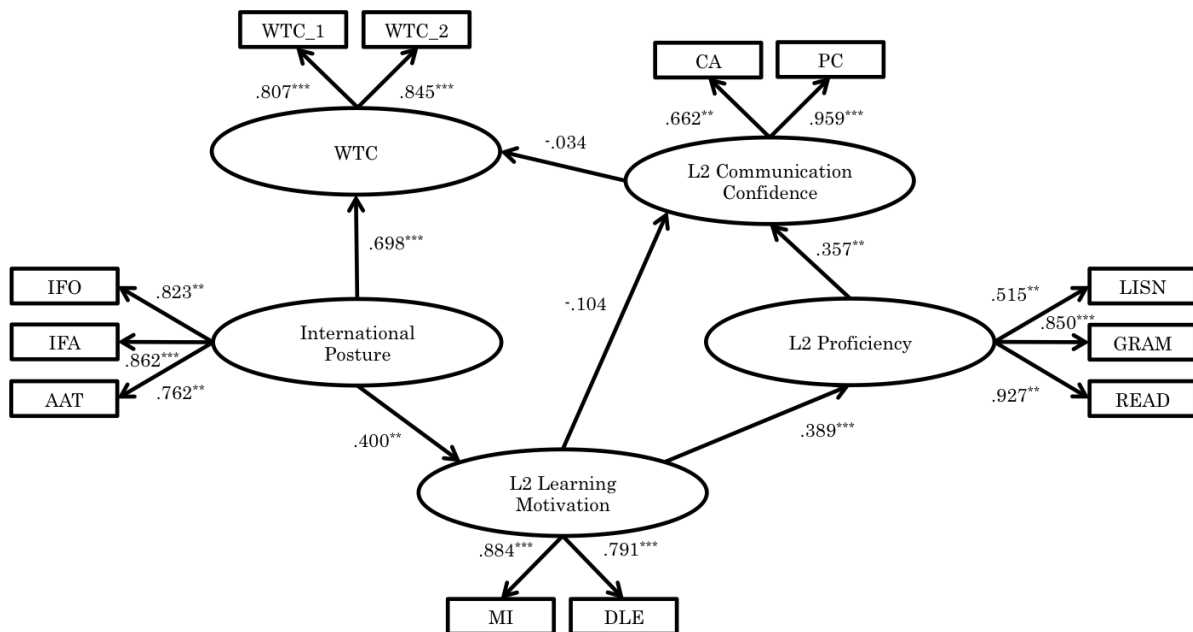 WTC_1
WTC_2
CA
PC
.807***
.845***
.662**
.959***
-.034
WTC
L2 Communication
Confidence
.698***
.357**
IFO
.823**
-.104
.515**
LISN
IFA
.862***
International
Posture
L2 Proficiency
.850***
GRAM
AAT
.762**
.927**
READ
.400**
.389***
L2 Learning
Motivation
.884***
.791***
MI
DLE